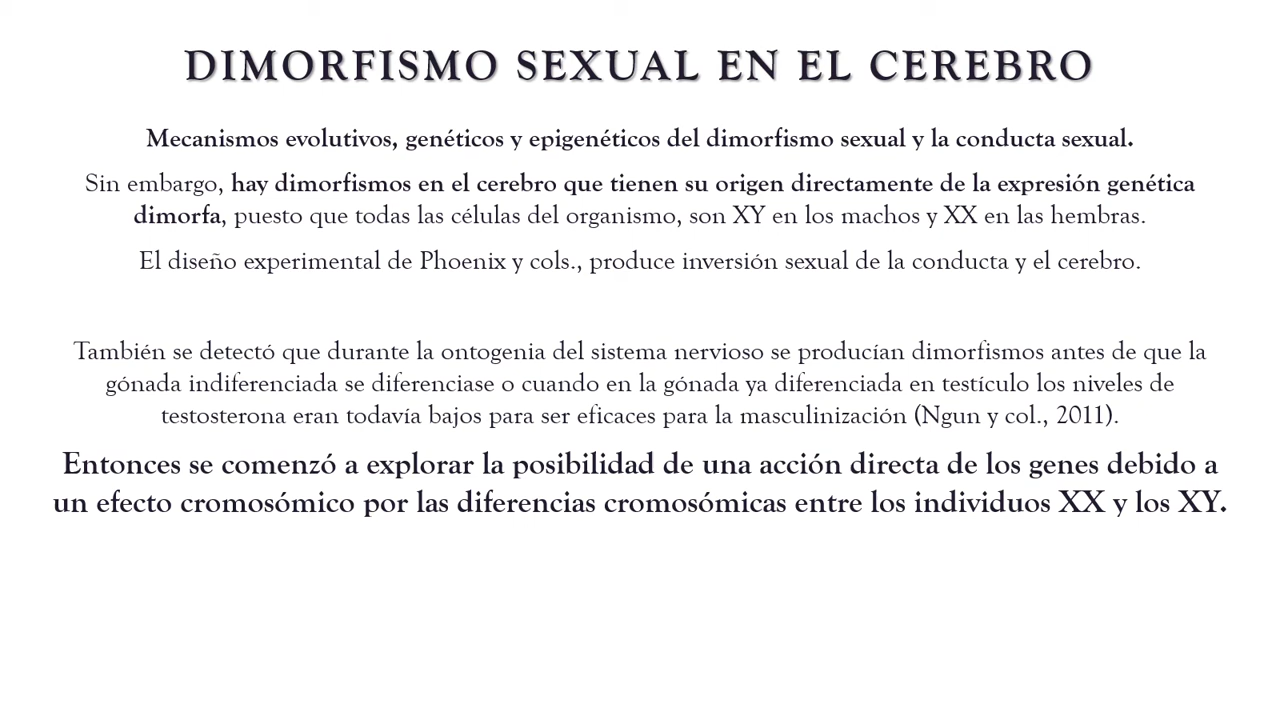 DIMORFISMO SEXUAL EN EL CEREBRO
Mecanismos evolutivos, genéticos y epigenéticos del dimorfismo sexual y la conducta sexual.
Sin embargo, hay dimorfismos en el cerebro que tienen su origen directamente de la expresión genética
dimorfa, puesto que todas las células del organismo, son XY en los machos y XX en las hembras.
El diseño experimental de Phoenix y cols., produce inversión sexual de la conducta y el cerebro.
También se detectó que durante la ontogenia del sistema nervioso se producían dimorfismos antes de que la
gónada indiferenciada se diferenciase o cuando en la gónada ya diferenciada en testículo los niveles de
testosterona eran todavía bajos para ser eficaces para la masculinización (Ngun y col., 2011).
Entonces se comenzó a explorar la posibilidad de una acción directa de los genes debido a
un efecto cromosómico por las diferencias cromosómicas entre los individuos XX y los XY.